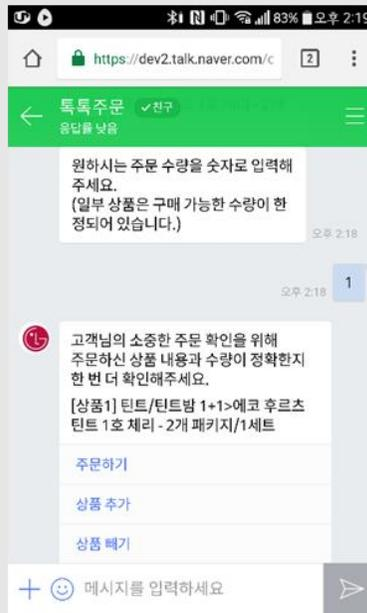 83% 오후 2:19
https://dev2.talk.naver.com/c
2
톡톡주문 ✓친구
응답률 낮음
원하시는 주문 수량을 숫자로 입력해
주세요.
(일부 상품은 구매 가능한 수량이 한
정되어 있습니다.)
오후 2:18
오후 2:18
1
고객님의 소중한 주문 확인을 위해
주문하신 상품 내용과 수량이 정확한지
한 번 더 확인해주세요.
[상품1] 틴트/틴트밤 1+1>에코 후르츠
틴트 1호 체리 - 2개 패키지/1세트
주문하기
상품 추가
상품 빼기
메시지를 입력하세요